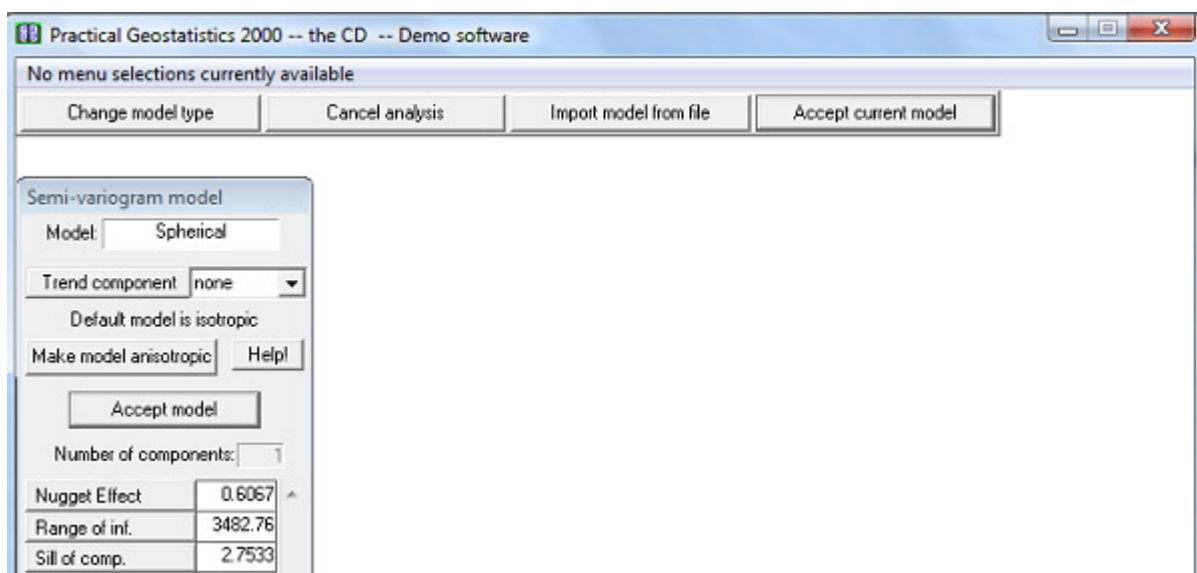 Practical Geostatistics 2000 -- the CD -- Demo software
No menu selections currently available
Change model type Cancel analysis Import model from file Accept current model
Semi-variogram model
Model: Spherical
Trend component none
Default model is isotropic
Make model anisotropic Help!
Accept model
Number of components: 1
Nugget Effect 0.6067
Range of inf. 3482.76
Sill of comp. 2.7533